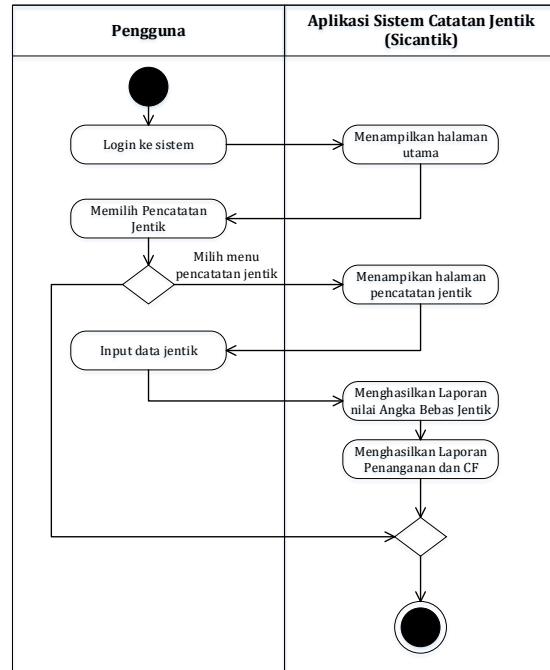 Pengguna
Aplikasi Sistem Catatan Jentik
(Sicantik)
Login ke sistem
Menampilkan halaman
utama
Memilih Pencatatan
Jentik
Milih menu
pencatatan jentik
Menampikan halaman
pencatatan jentik
Input data jentik
Menghasilkan Laporan
nilai Angka Bebas Jentik
Menghasilkan Laporan
Penanganan dan CF